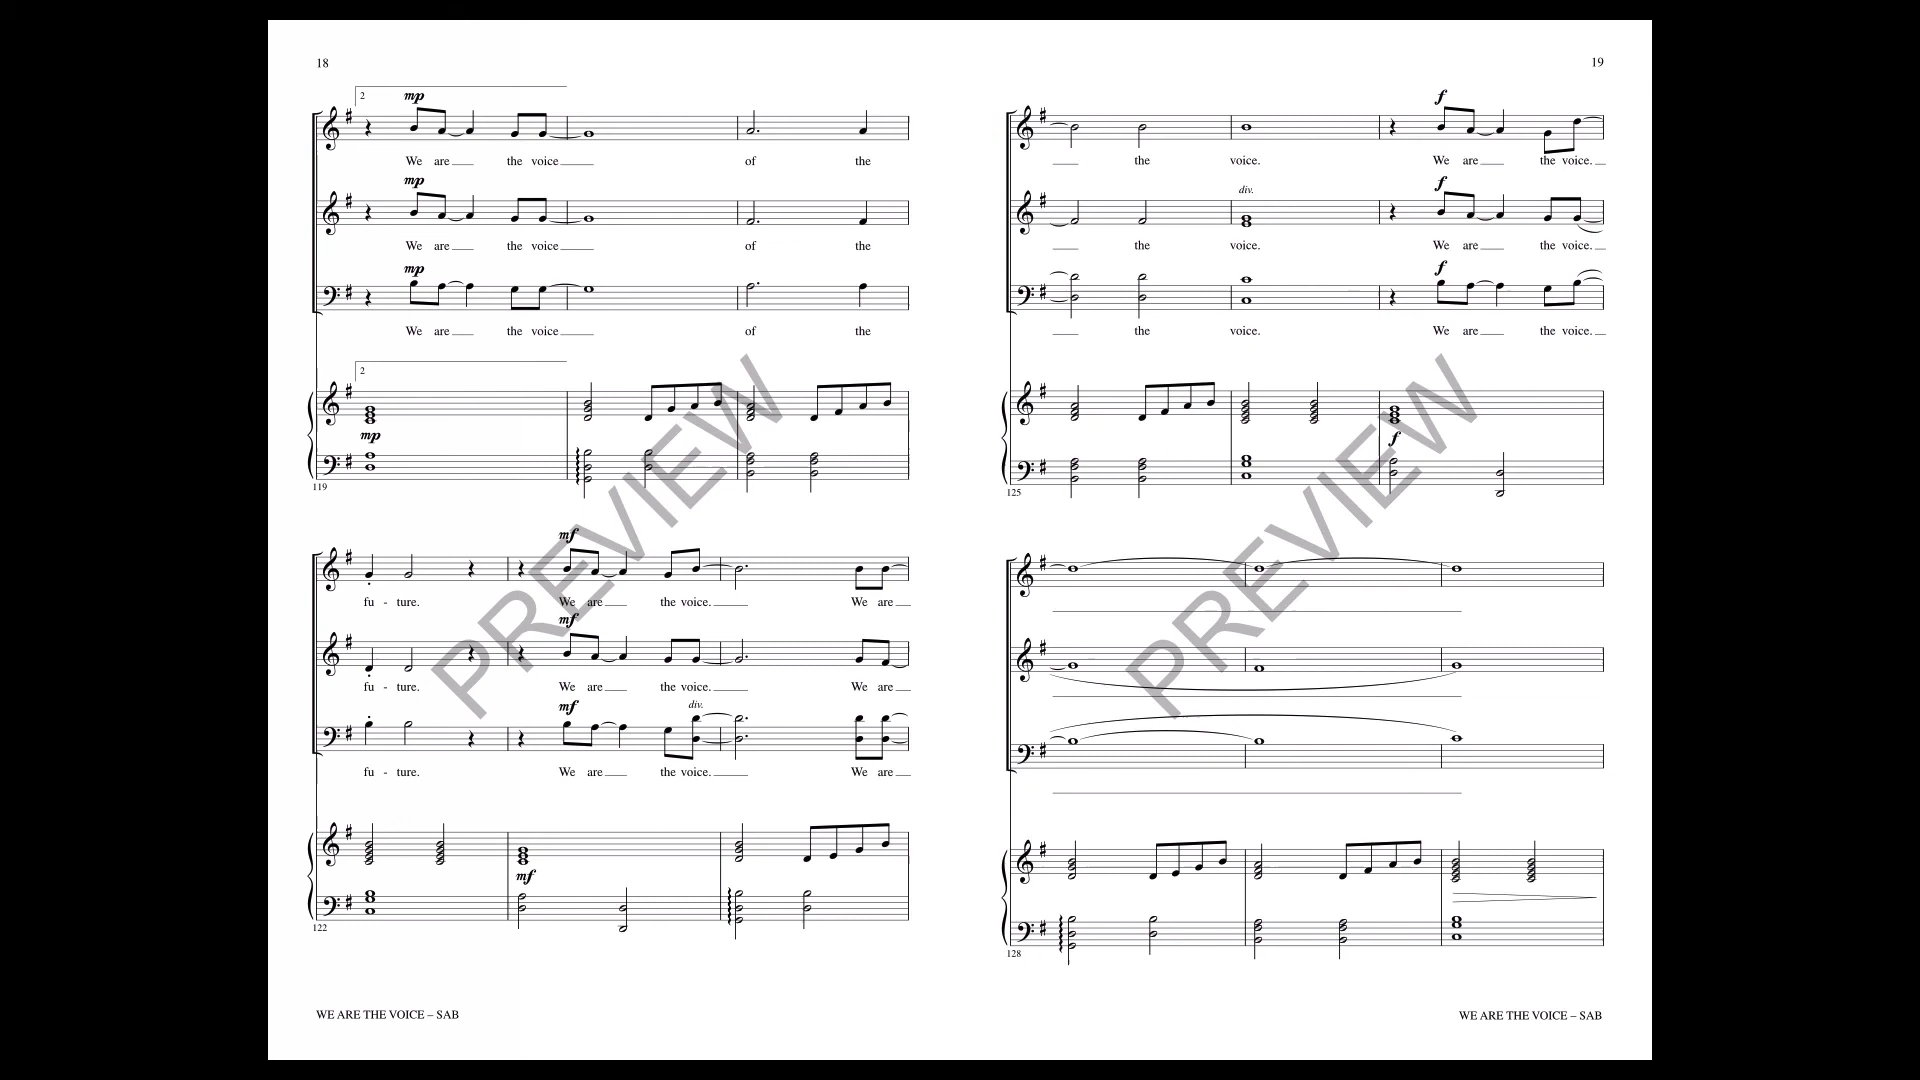 18
2
mp
We are the voice of the
mp
We are the voice of the
mp
We are the voice of the
2
mp
119
mf
fu - ture. We are the voice. We are
mf
fu - ture. We are the voice. We are
mf div.
fu - ture. We are the voice. We are
mf
122
PREVIEW
WE ARE THE VOICE – SAB
19
f
the voice. We are the voice.
div. f
the voice. We are the voice.
f
the voice. We are the voice.
f
125
128
PREVIEW
WE ARE THE VOICE – SAB